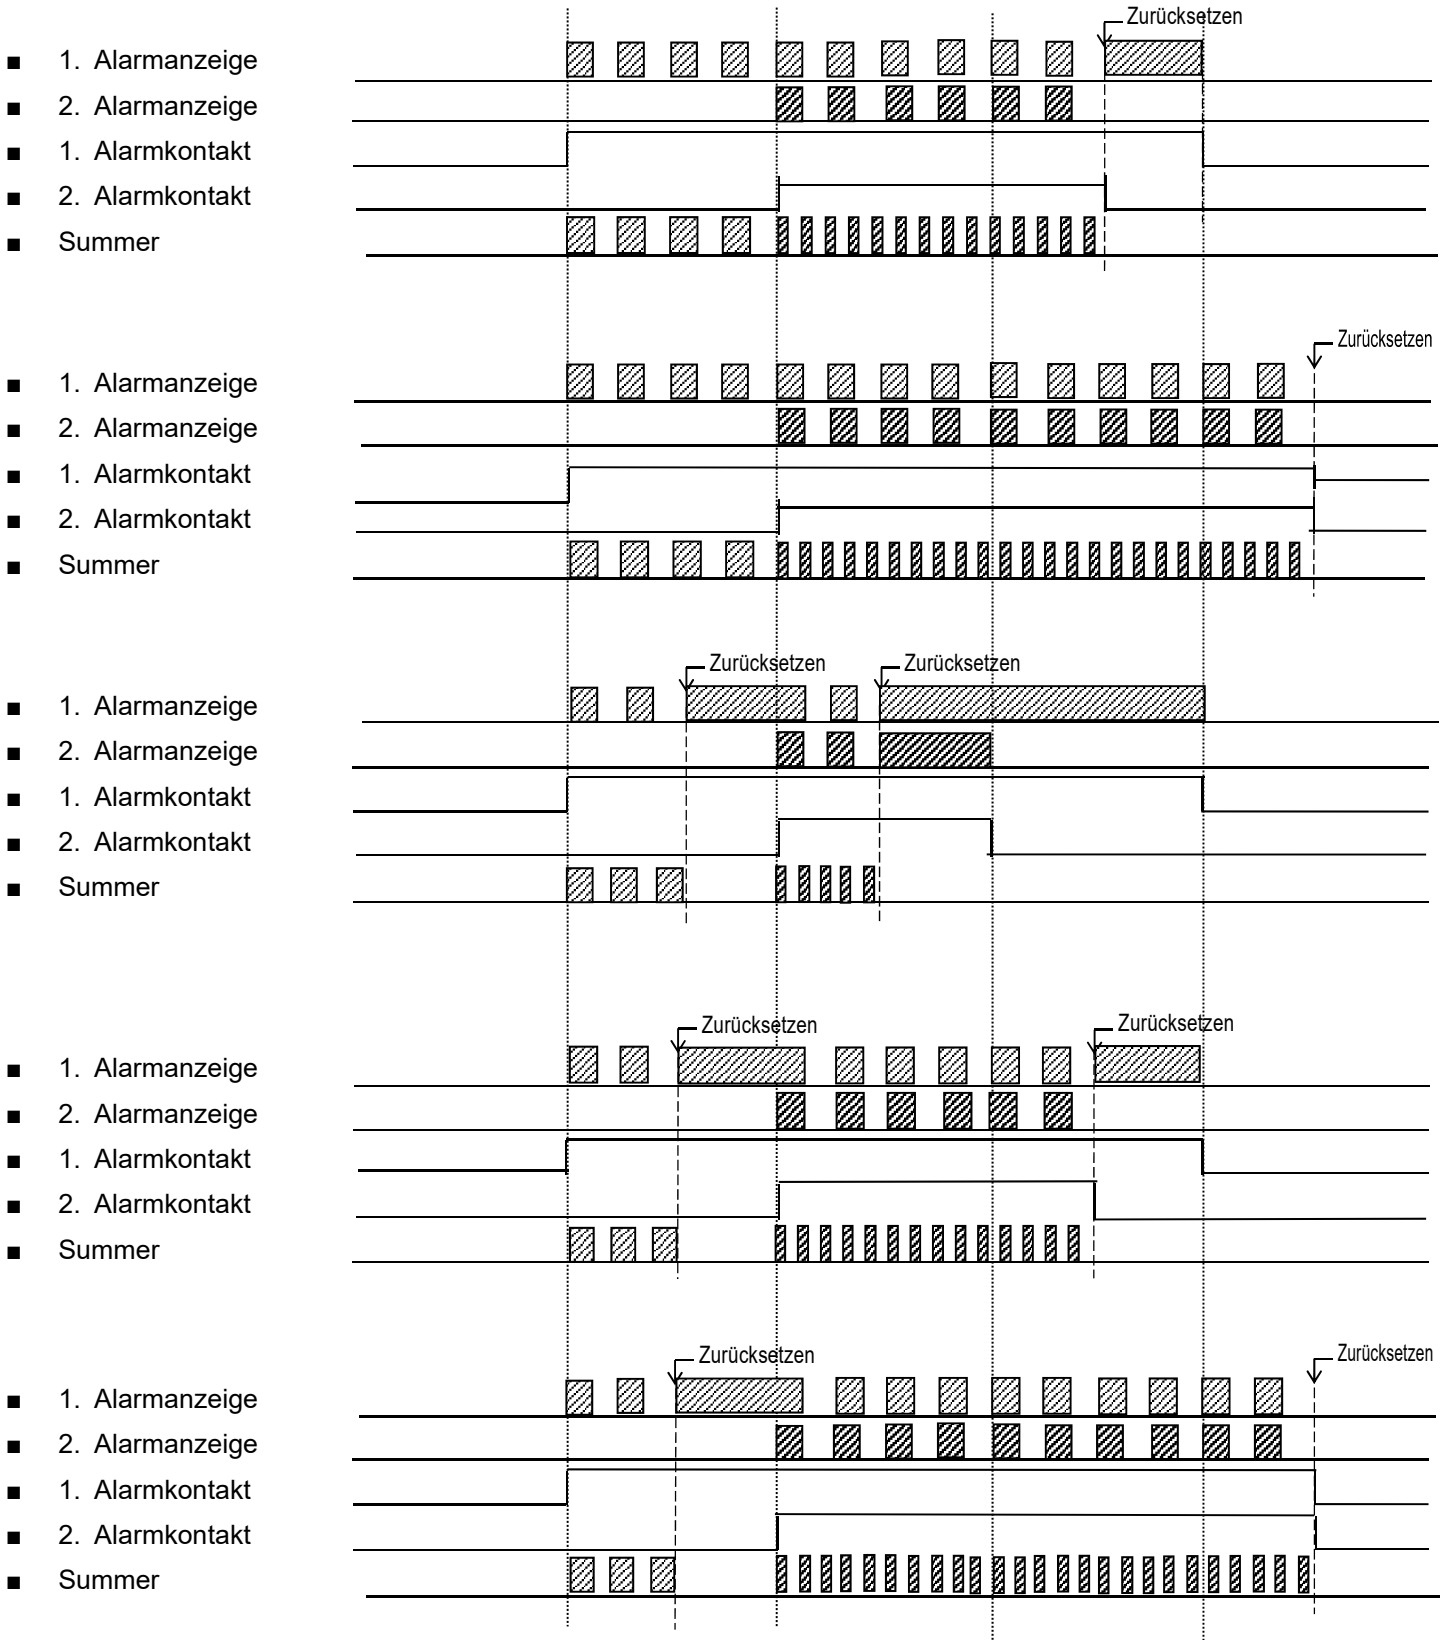 Zurücksetzen
■ 1. Alarmanzeige
■ 2. Alarmanzeige
■ 1. Alarmkontakt
■ 2. Alarmkontakt
■ Summer
Zurücksetzen
■ 1. Alarmanzeige
■ 2. Alarmanzeige
■ 1. Alarmkontakt
■ 2. Alarmkontakt
■ Summer
Zurücksetzen Zurücksetzen
■ 1. Alarmanzeige
■ 2. Alarmanzeige
■ 1. Alarmkontakt
■ 2. Alarmkontakt
■ Summer
Zurücksetzen Zurücksetzen
■ 1. Alarmanzeige
■ 2. Alarmanzeige
■ 1. Alarmkontakt
■ 2. Alarmkontakt
■ Summer
Zurücksetzen Zurücksetzen
■ 1. Alarmanzeige
■ 2. Alarmanzeige
■ 1. Alarmkontakt
■ 2. Alarmkontakt
■ Summer